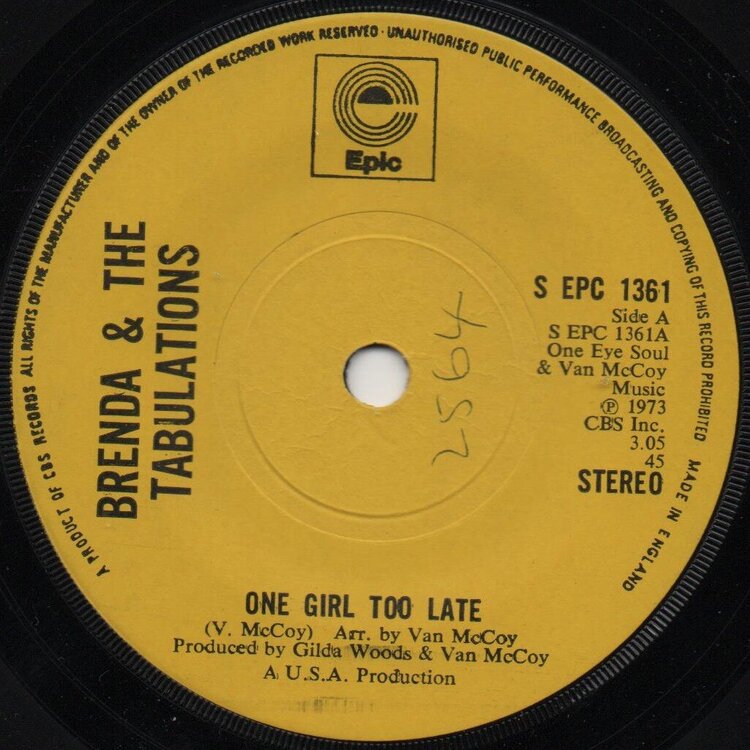 A PRODUCT OF CBS RECORDS ALL RIGHTS OF THE MANUFACTURER AND OF THE OWNER OF THE RECORDED WORK RESERVED · UNAUTHORISED PUBLIC PERFORMANCE BROADCASTING AND COPYING OF THIS RECORD PROHIBITED MADE IN ENGLAND
Epic
BRENDA & THE
TABULATIONS
2564
S EPC 1361
Side A
S EPC 1361A
One Eye Soul
& Van McCoy
Music
℗ 1973
CBS Inc.
3.05
45
STEREO
ONE GIRL TOO LATE
(V. McCoy) Arr. by Van McCoy
Produced by Gilda Woods & Van McCoy
A U.S.A. Production